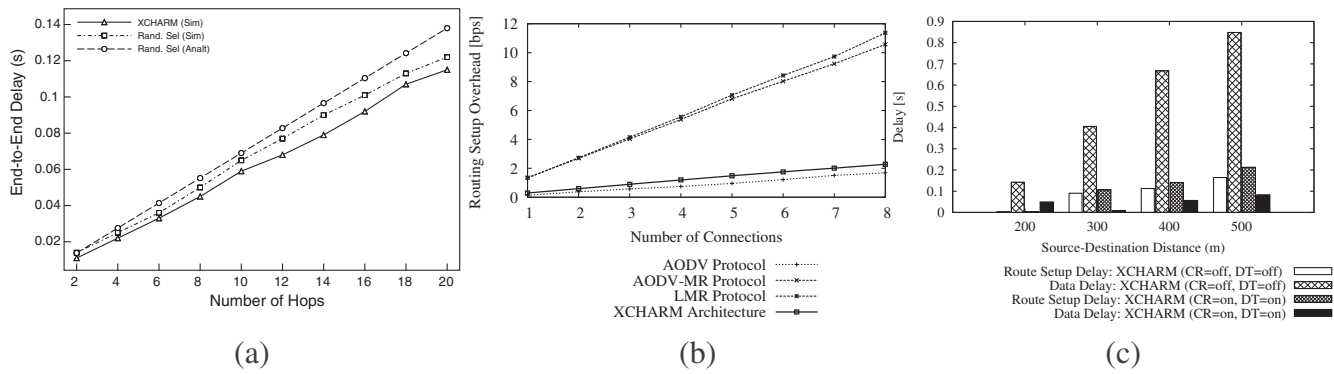 End-to-End Delay (s)
0.14
0.12
0.10
0.08
0.06
0.04
0.02
XCHARM (Sim)
Rand. Sel (Sim)
Rand. Sel (Analt)
2 4 6 8 10 12 14 16 18 20
Number of Hops
(a)
Routing Setup Overhead [bps]
12
10
8
6
4
2
0
1 2 3 4 5 6 7 8
Number of Connections
AODV Protocol
AODV-MR Protocol
LMR Protocol
XCHARM Architecture
(b)
Delay [s]
0.9
0.8
0.7
0.6
0.5
0.4
0.3
0.2
0.1
0
200 300 400 500
Source-Destination Distance (m)
Route Setup Delay: XCHARM (CR=off, DT=off)
Data Delay: XCHARM (CR=off, DT=off)
Route Setup Delay: XCHARM (CR=on, DT=on)
Data Delay: XCHARM (CR=on, DT=on)
(c)